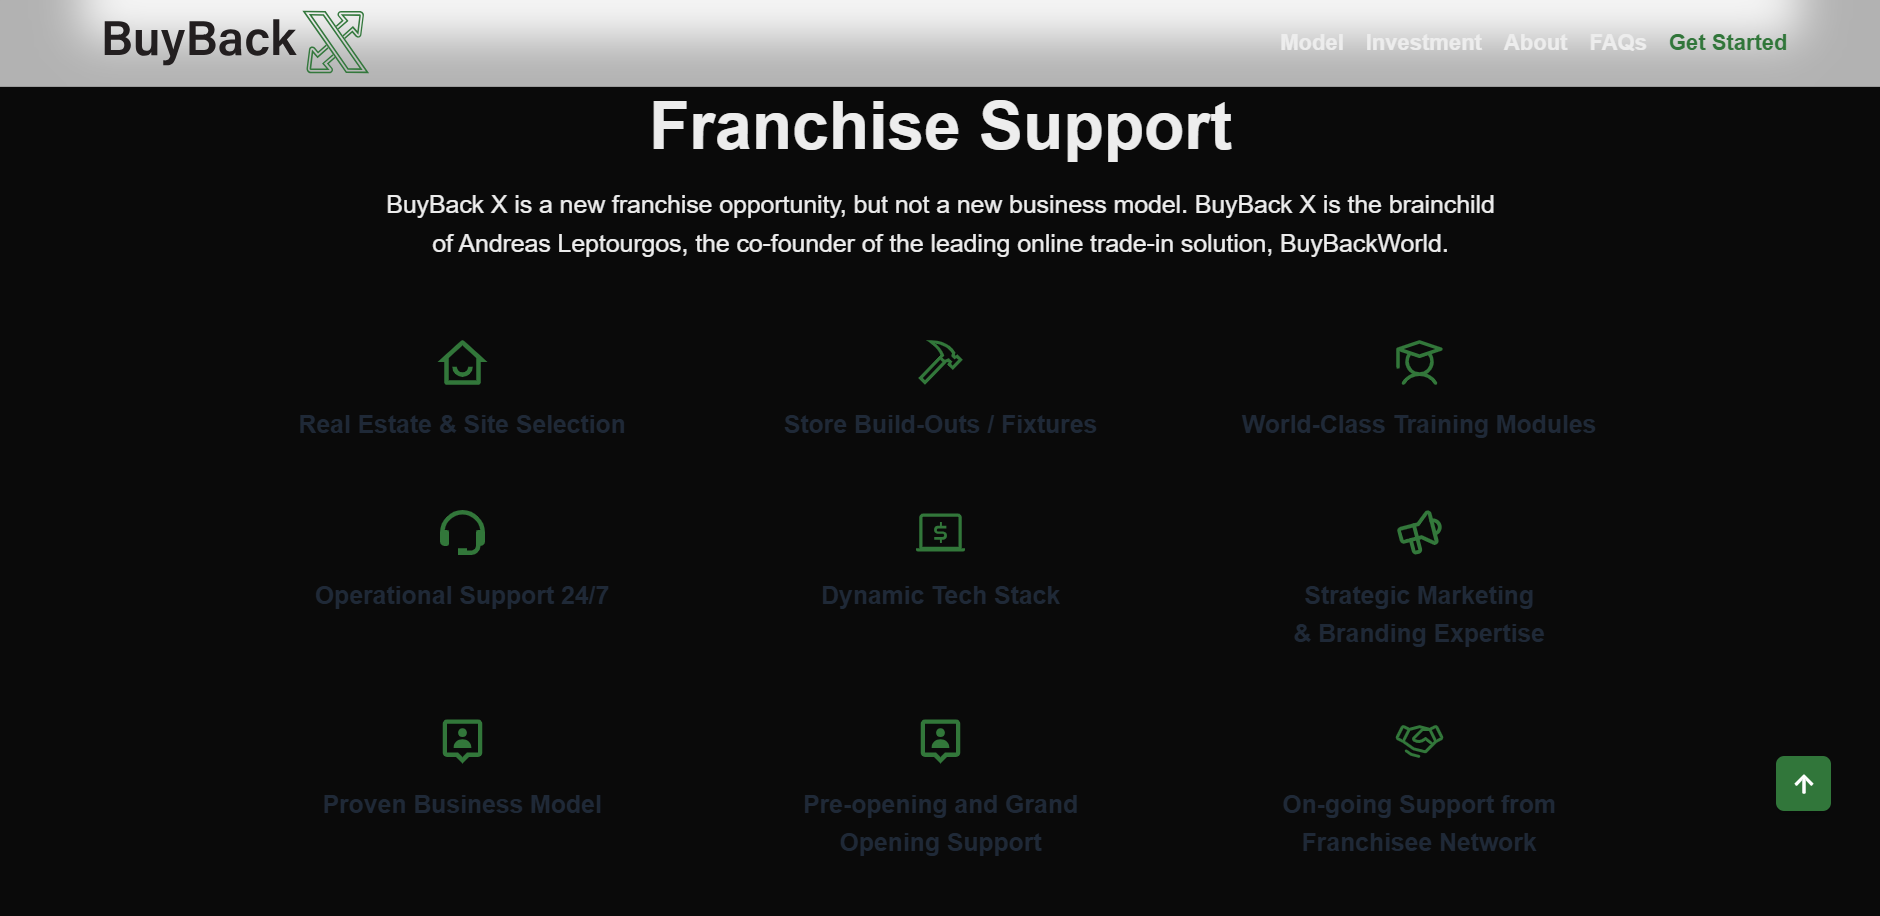 BuyBack X
Model Investment About FAQs Get Started
Franchise Support
BuyBack X is a new franchise opportunity, but not a new business model. BuyBack X is the brainchild
of Andreas Leptourgos, the co-founder of the leading online trade-in solution, BuyBackWorld.
Real Estate & Site Selection
Store Build-Outs / Fixtures
World-Class Training Modules
Operational Support 24/7
$
Dynamic Tech Stack
Strategic Marketing
& Branding Expertise
Proven Business Model
Pre-opening and Grand
Opening Support
On-going Support from
Franchisee Network